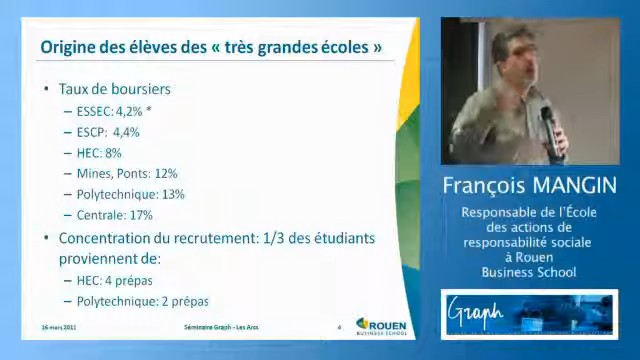 Origine des élèves des « très grandes écoles »
• Taux de boursiers
– ESSEC: 4,2% *
– ESCP: 4,4%
– HEC: 8%
– Mines, Ponts: 12%
– Polytechnique: 13%
– Centrale: 17%
• Concentration du recrutement: 1/3 des étudiants
proviennent de:
– HEC: 4 prépas
– Polytechnique: 2 prépas
16 mars 2011
Séminaire Graph - Les Arcs
6
ROUEN
BUSINESS SCHOOL
François MANGIN
Responsable de l'École
des actions de
responsabilité sociale
à Rouen
Business School
Graph